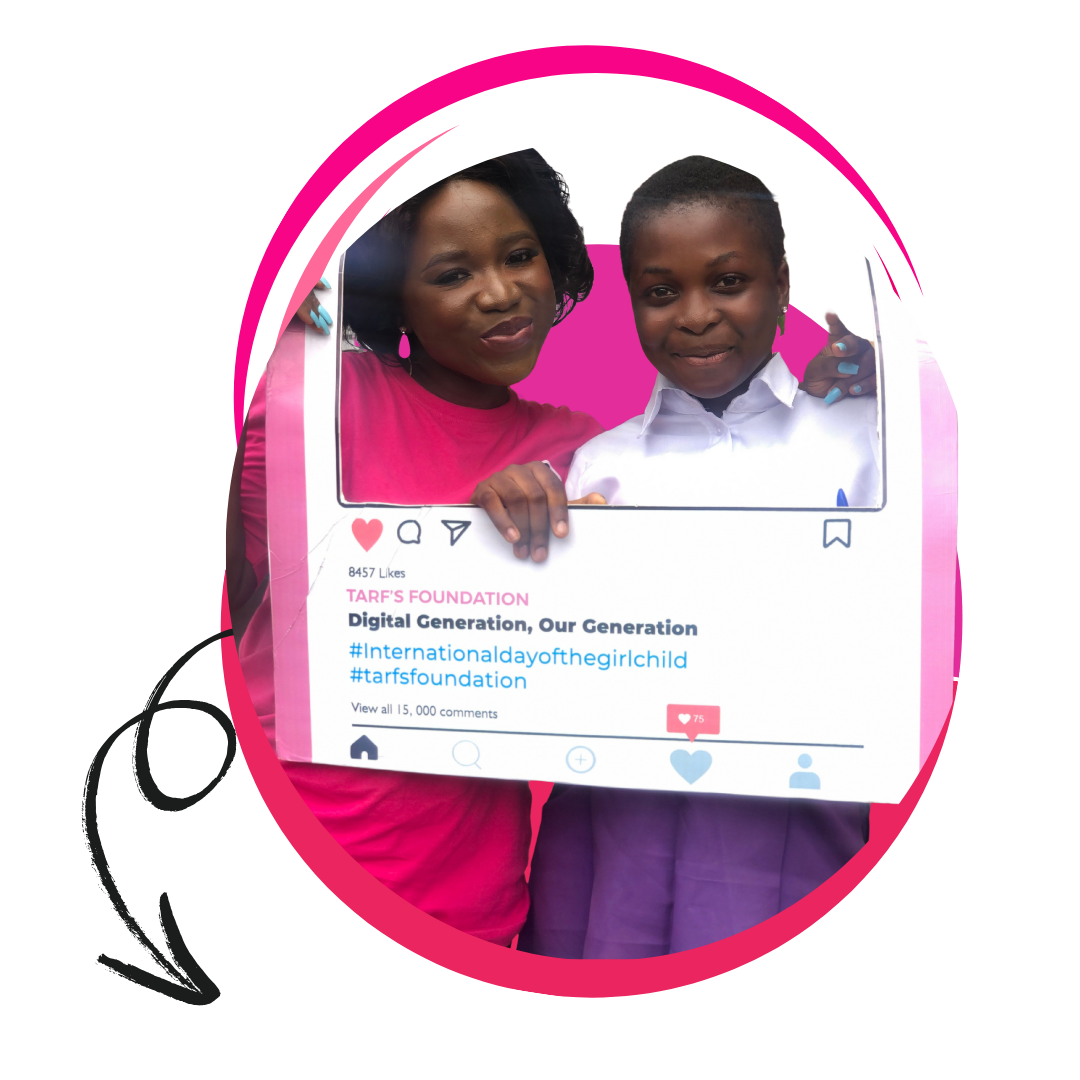 8457 Likes
TARF'S FOUNDATION
Digital Generation, Our Generation
#Internationaldayofthegirlchild
#tarfsfoundation
View all 15, 000 comments
75